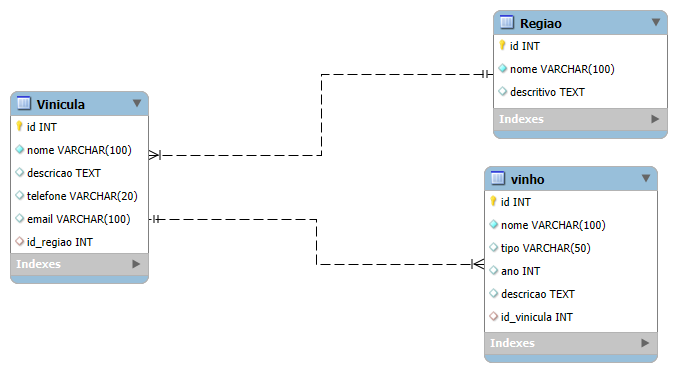 Regiao
id INT
nome VARCHAR(100)
descritivo TEXT
Indexes
Vinicula
id INT
nome VARCHAR(100)
descricao TEXT
telefone VARCHAR(20)
email VARCHAR(100)
id_regiao INT
Indexes
vinho
id INT
nome VARCHAR(100)
tipo VARCHAR(50)
ano INT
descricao TEXT
id_vinicula INT
Indexes